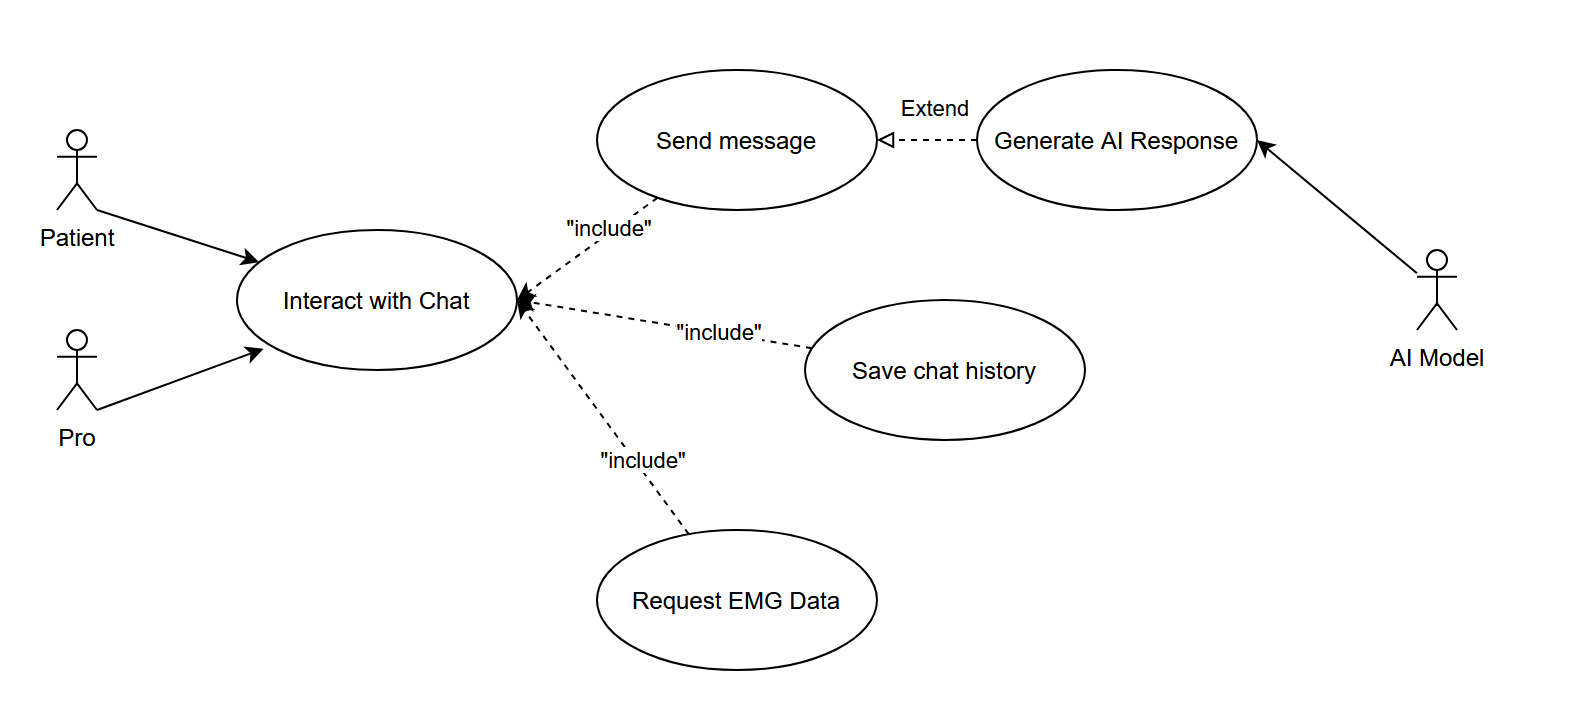 Extend
Send message
Generate AI Response
"include"
Patient
Interact with Chat
"include"
AI Model
Save chat history
Pro
"include"
Request EMG Data